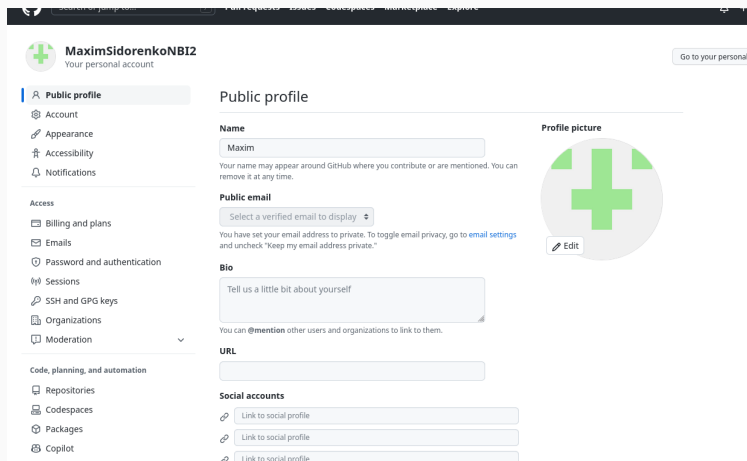 Search or jump to...
Pull requests Issues Codespaces Marketplace Explore
MaximSidorenkoNBI2
Your personal account
Go to your personal
Public profile
Account
Appearance
Accessibility
Notifications
Access
Billing and plans
Emails
Password and authentication
Sessions
SSH and GPG keys
Organizations
Moderation
Code, planning, and automation
Repositories
Codespaces
Packages
Copilot
Public profile
Name
Maxim
Your name may appear around GitHub where you contribute or are mentioned. You can
remove it at any time.
Public email
Select a verified email to display
You have set your email address to private. To toggle email privacy, go to email settings
and uncheck "Keep my email address private."
Bio
Tell us a little bit about yourself
You can @mention other users and organizations to link to them.
URL
Social accounts
Link to social profile
Link to social profile
Link to social profile
Profile picture
Edit